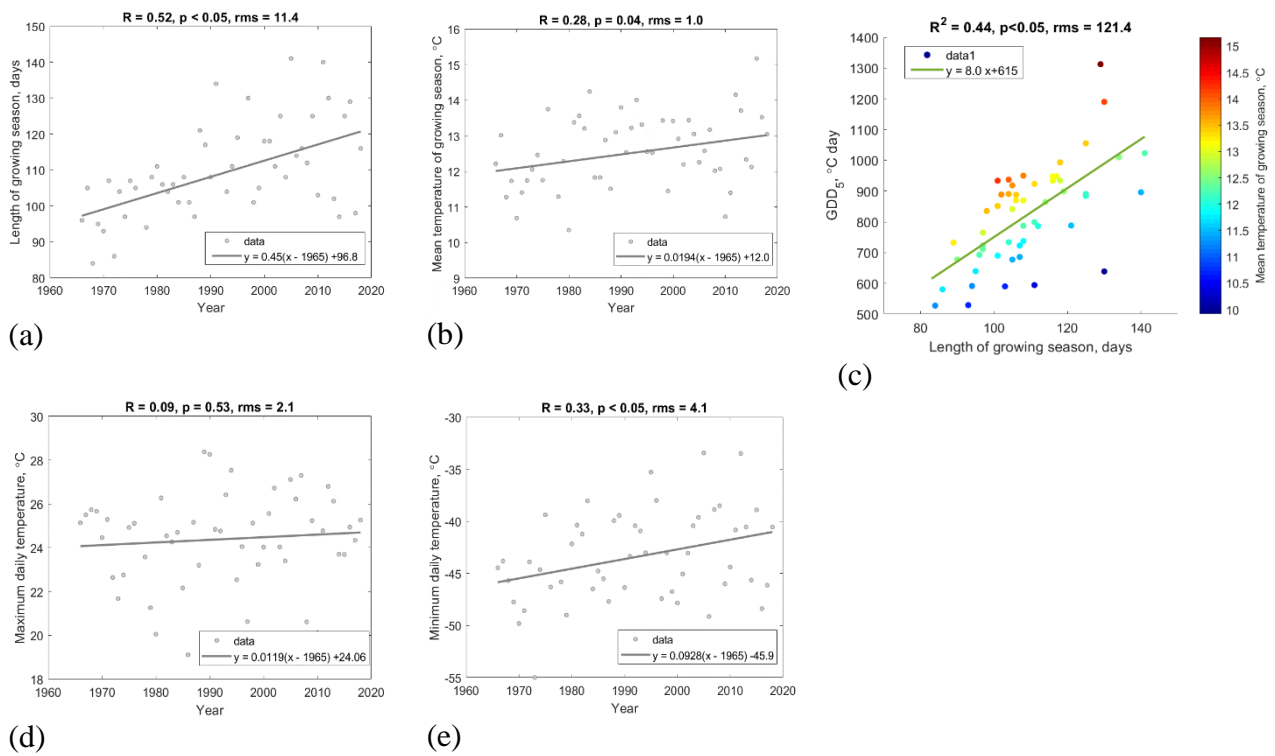 R = 0.52, p < 0.05, rms = 11.4
150
140
130
120
110
100
90
80
Length of growing season, days
data
y = 0.45(x - 1965) +96.8
1960 1970 1980 1990 2000 2010 2020
Year
(a)
R = 0.28, p = 0.04, rms = 1.0
16
15
14
13
12
11
10
9
Mean temperature of growing season, °C
data
y = 0.0194(x - 1965) +12.0
1960 1970 1980 1990 2000 2010 2020
Year
(b)
R² = 0.44, p<0.05, rms = 121.4
1400
1300
1200
1100
1000
900
800
700
600
500
GDD₅, °C day
data1
y = 8.0 x+615
80 100 120 140
Length of growing season, days
15
14.5
14
13.5
13
12.5
12
11.5
11
10.5
10
Mean temperature of growing season, °C
(c)
R = 0.09, p = 0.53, rms = 2.1
30
28
26
24
22
20
18
Maximum daily temperature, °C
data
y = 0.0119(x - 1965) +24.06
1960 1970 1980 1990 2000 2010 2020
Year
(d)
R = 0.33, p < 0.05, rms = 4.1
-30
-35
-40
-45
-50
-55
Minimum daily temperature, °C
data
y = 0.0928(x - 1965) -45.9
1960 1970 1980 1990 2000 2010 2020
Year
(e)